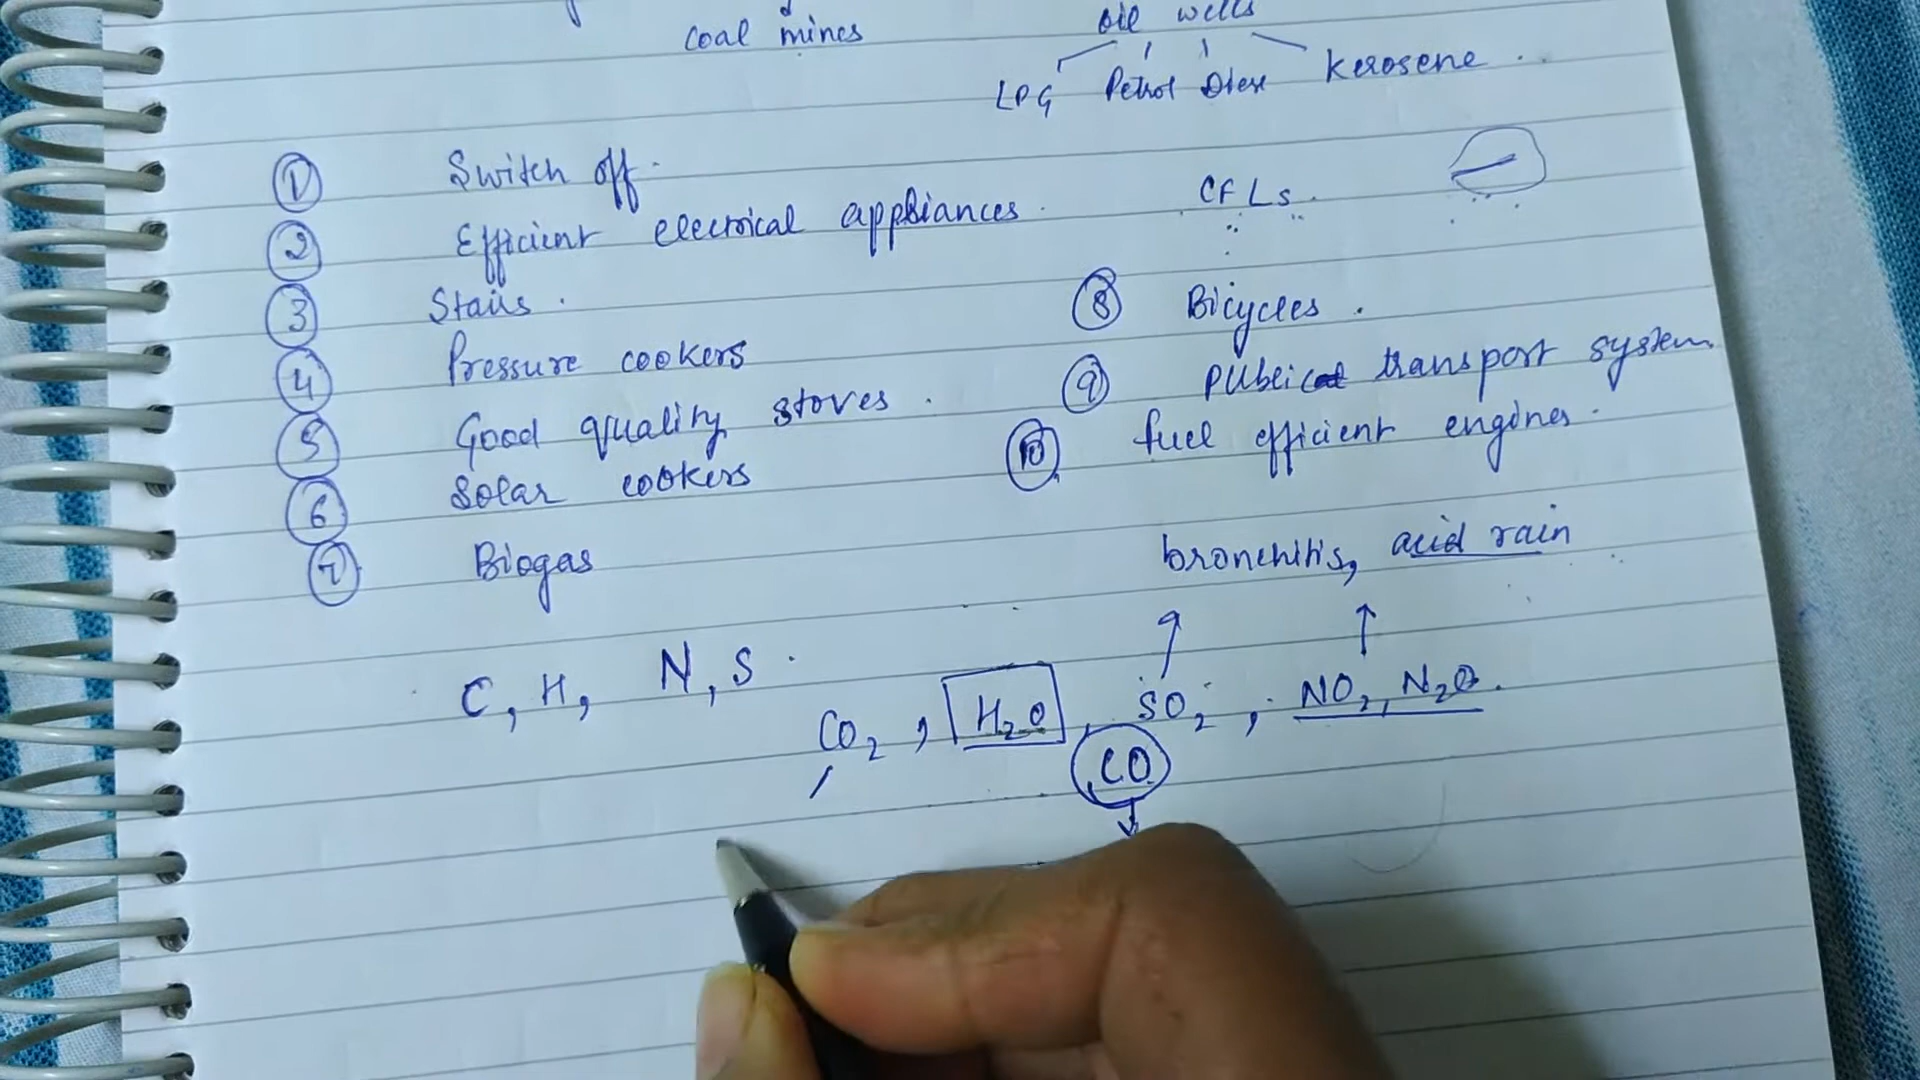 coal mines
oil wells
LPG Petrol Diesel Kerosene
① Switch off.
② Efficient electrical appliances. CFLs.
③ Stairs.
④ Pressure cookers
⑤ Good quality stoves.
⑥ Solar cookers
⑦ Biogas
⑧ Bicycles.
⑨ public transport system
⑩ fuel efficient engines.
bronchitis, acid rain
C, H, N, S.
CO₂, H₂O, SO₂, NO₂, N₂O.
CO